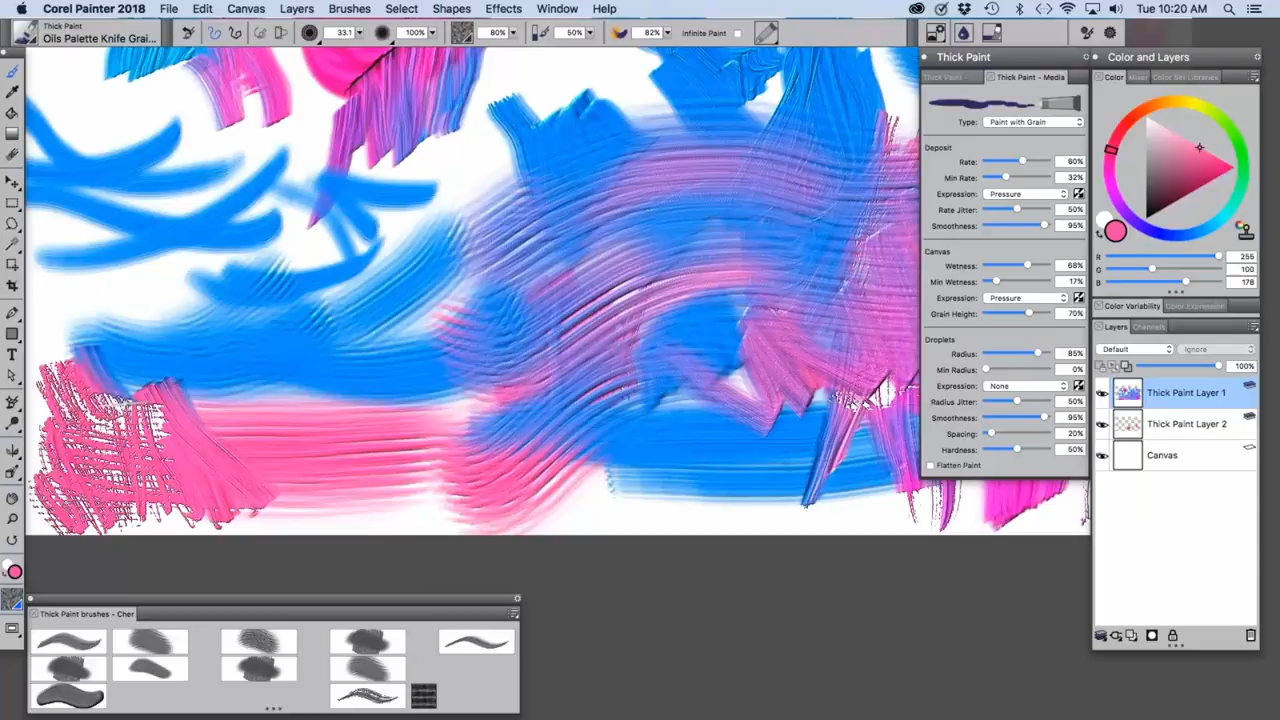 Corel Painter 2018 File Edit Canvas Layers Brushes Select Shapes Effects Window Help Tue 10:20 AM
Thick Paint
Oils Palette Knife Grai... 33.1 100% 80% 50% 82% Infinite Paint
Thick Paint
Thick Paint - Thick Paint - Media
Type: Paint with Grain
Deposit
Rate: 60%
Min Rate: 32%
Expression: Pressure
Rate Jitter: 50%
Smoothness: 95%
Canvas
Wetness: 68%
Min Wetness: 17%
Expression: Pressure
Grain Height: 70%
Droplets
Radius: 85%
Min Radius: 0%
Expression: None
Radius Jitter: 50%
Smoothness: 95%
Spacing: 20%
Hardness: 50%
Flatten Paint
Color and Layers
Color Mixer Color Set Libraries
R 255
G 100
B 178
Color Variability Color Expression
Layers Channels
Default Ignore
100%
Thick Paint Layer 1
Thick Paint Layer 2
Canvas
Thick Paint brushes - Cher